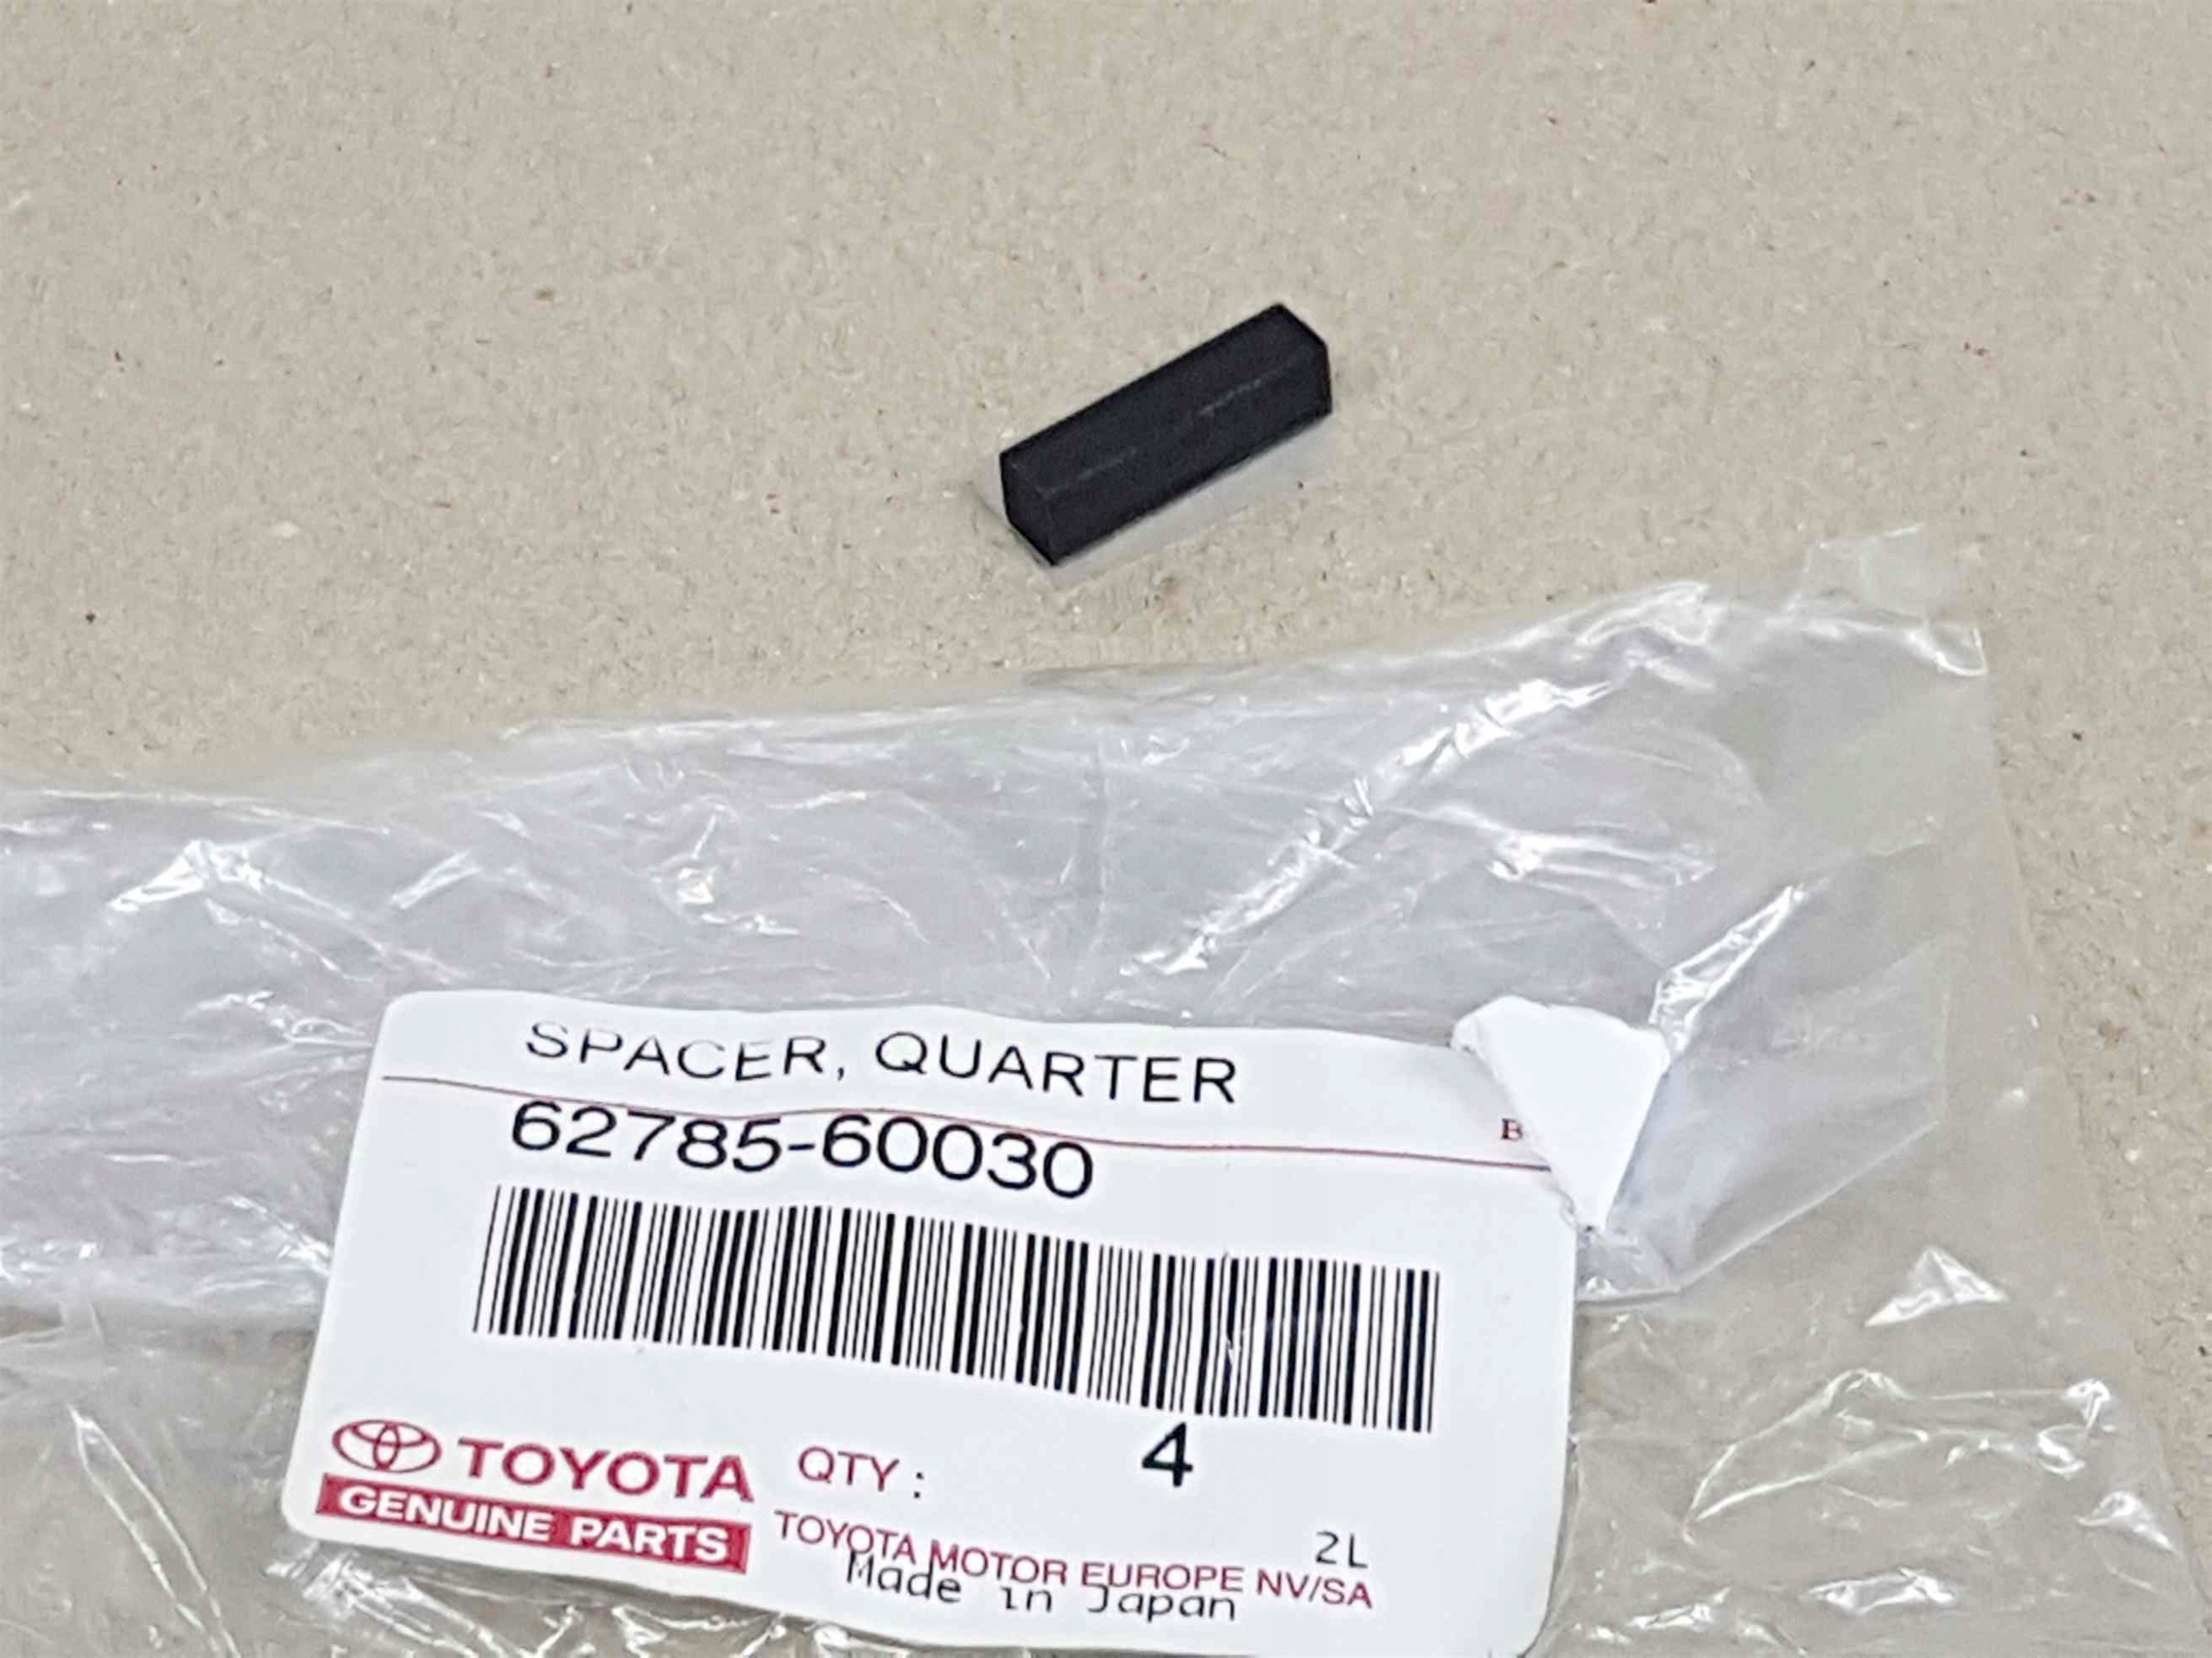 SPACER, QUARTER
B
62785-60030
TOYOTA
GENUINE PARTS
QTY : 4
2L
TOYOTA MOTOR EUROPE NV/SA
Made in Japan